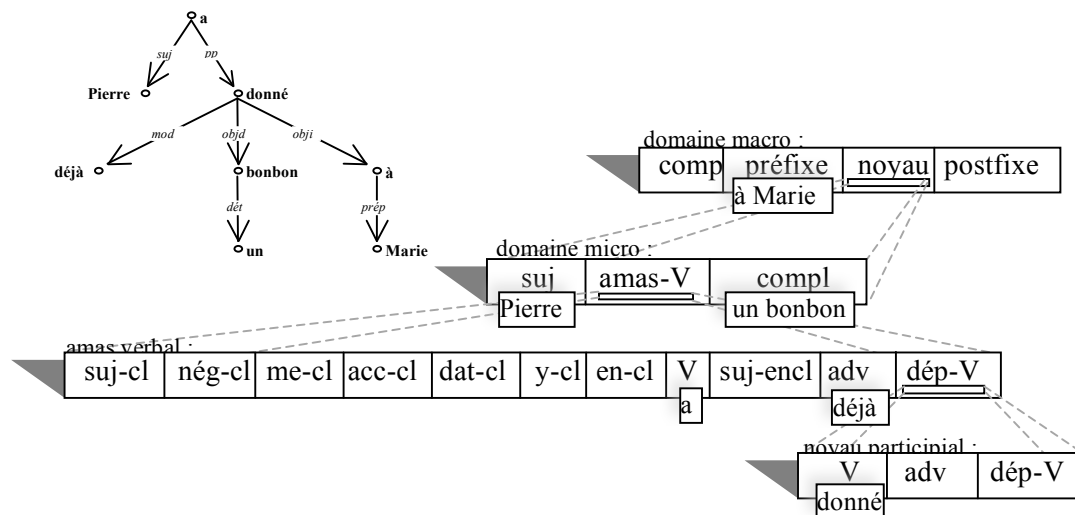 a
suj pp
Pierre donné
mod objd obji
déjà bonbon à
dét prép
un Marie
domaine macro :
comp préfixe noyau postfixe
à Marie
domaine micro :
suj amas-V compl
Pierre un bonbon
amas verbal :
suj-cl nég-cl me-cl acc-cl dat-cl y-cl en-cl V suj-encl adv dép-V
a déjà
noyau participial :
V adv dép-V
donné